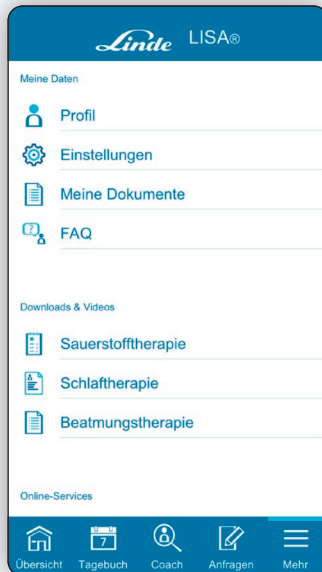 Linde LISA®
Meine Daten
Profil
Einstellungen
Meine Dokumente
FAQ
Downloads & Videos
Sauerstofftherapie
Schlaftherapie
Beatmungstherapie
Online-Services
7
Übersicht Tagebuch Coach Anfragen Mehr